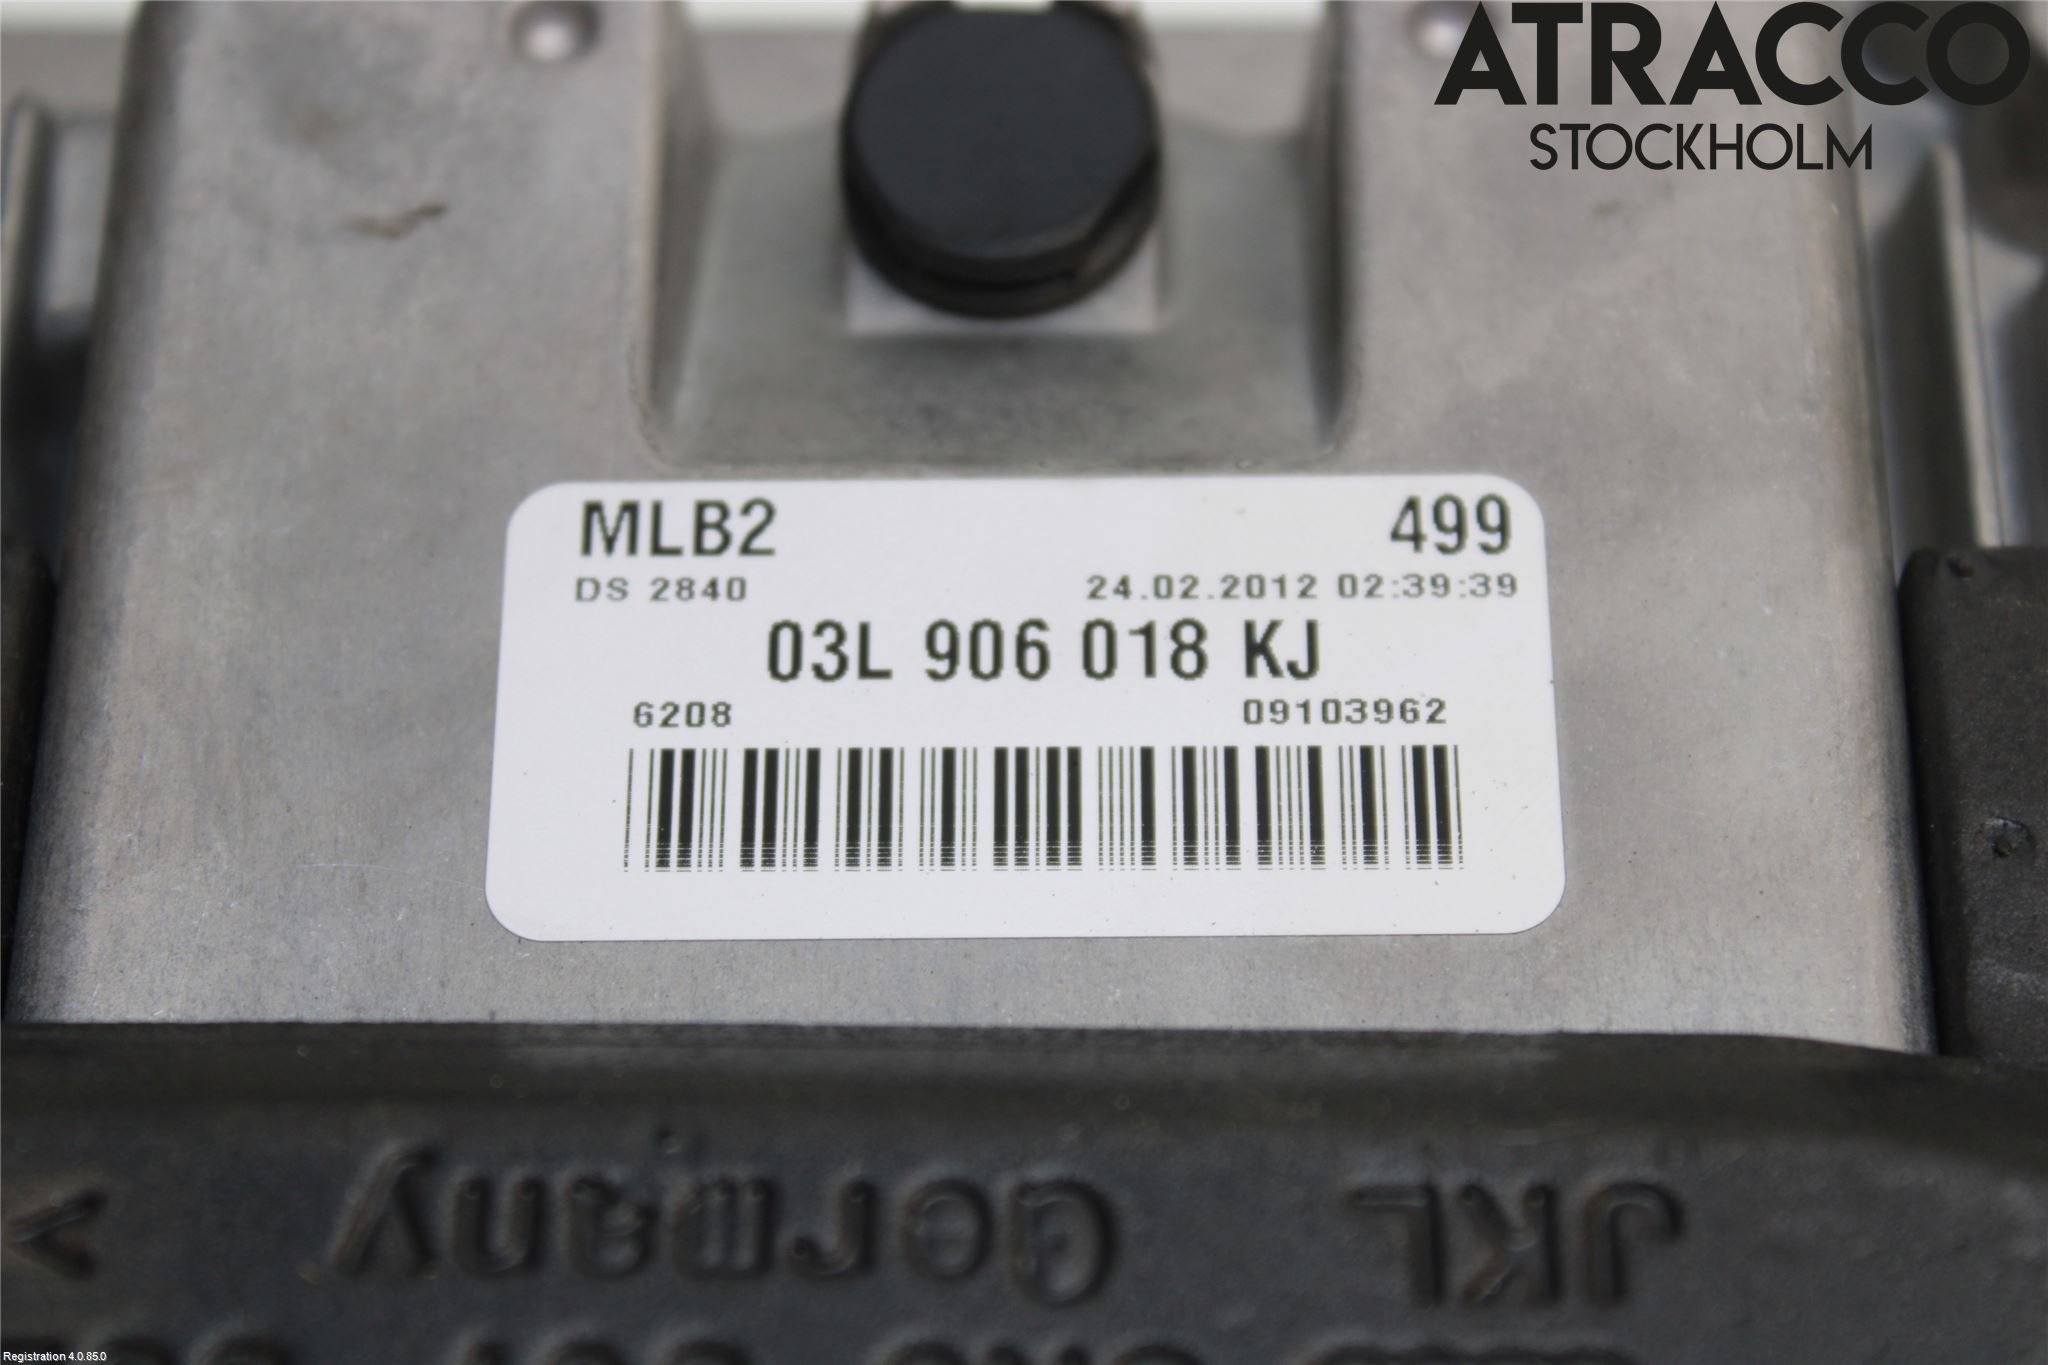 ATRACCO
STOCKHOLM
MLB2 499
DS 2840 24.02.2012 02:39:39
03L 906 018 KJ
6208 09103962
JKL Germany <
Registration 4.0.85.0